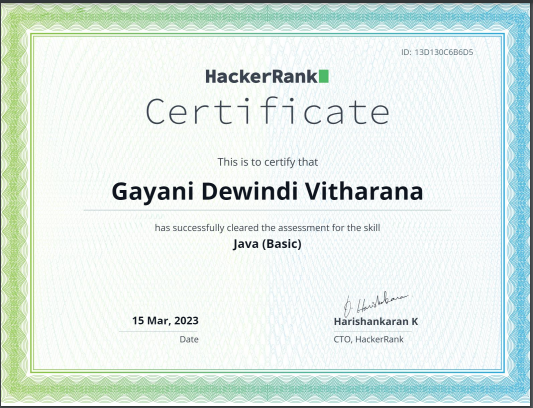 ID: 13D130C6B6D5
HackerRank
Certificate
This is to certify that
Gayani Dewindi Vitharana
has successfully cleared the assessment for the skill
Java (Basic)
15 Mar, 2023
Date
Harishankaran K
CTO, HackerRank